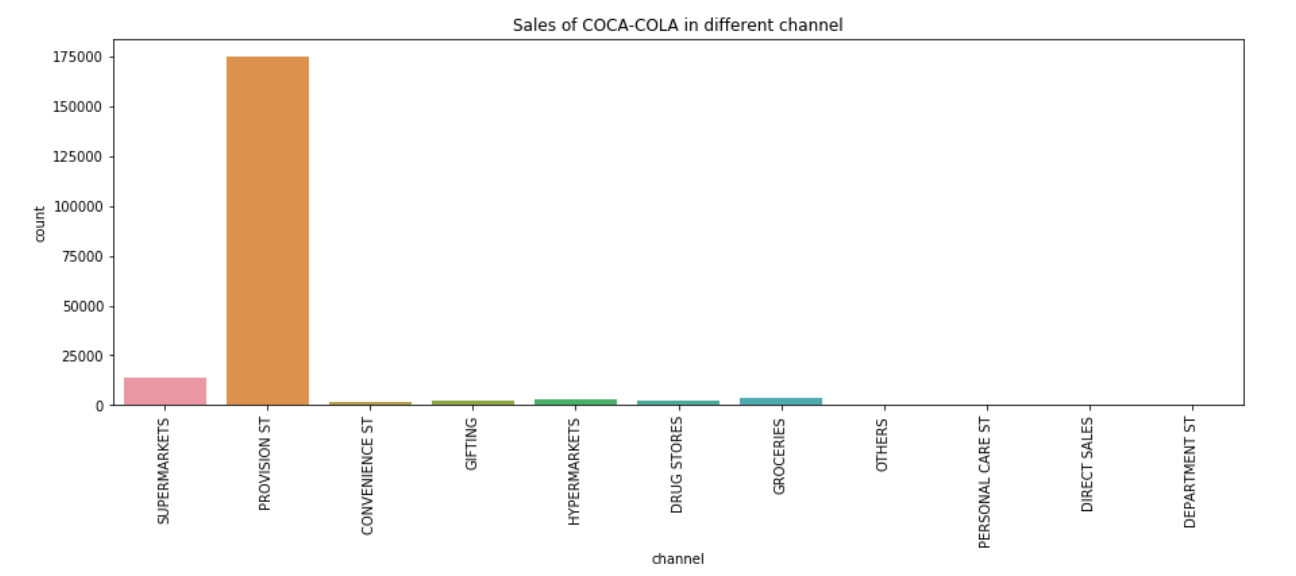 Sales of COCA-COLA in different channel
175000
150000
125000
100000
75000
50000
25000
0
count
SUPERMARKETS
PROVISION ST
CONVENIENCE ST
GIFTING
HYPERMARKETS
DRUG STORES
GROCERIES
OTHERS
PERSONAL CARE ST
DIRECT SALES
DEPARTMENT ST
channel